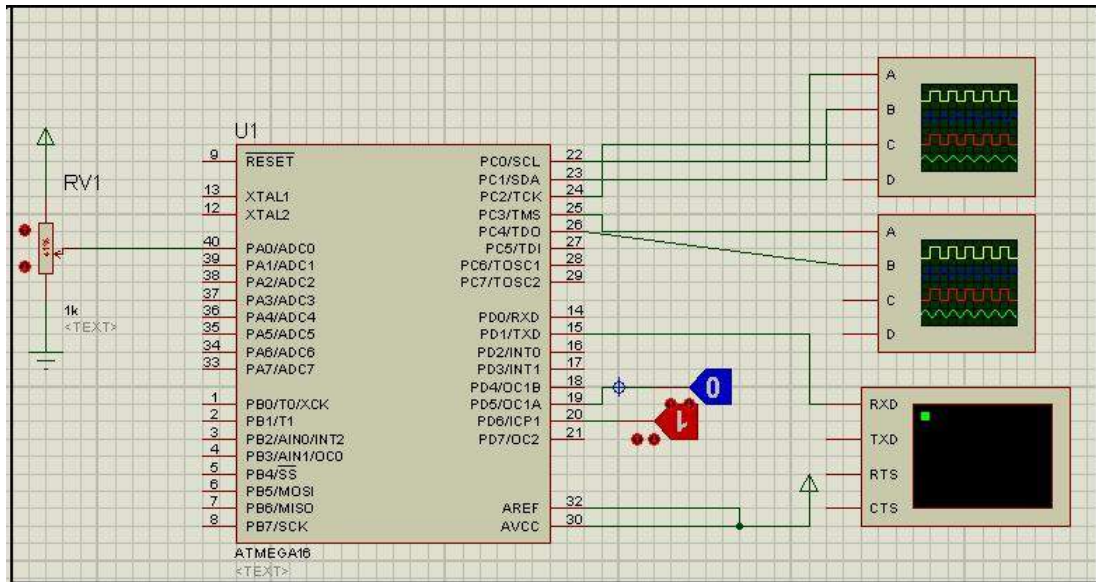 U1
9 RESET PC0/SCL 22
PC1/SDA 23
13 XTAL1 PC2/TCK 24
12 XTAL2 PC3/TMS 25
PC4/TDO 26
40 PA0/ADC0 PC5/TDI 27
39 PA1/ADC1 PC6/TOSC1 28
38 PA2/ADC2 PC7/TOSC2 29
37 PA3/ADC3
36 PA4/ADC4 PD0/RXD 14
35 PA5/ADC5 PD1/TXD 15
34 PA6/ADC6 PD2/INT0 16
33 PA7/ADC7 PD3/INT1 17
PD4/OC1B 18
1 PB0/T0/XCK PD5/OC1A 19
2 PB1/T1 PD6/ICP1 20
3 PB2/AIN0/INT2 PD7/OC2 21
4 PB3/AIN1/OC0
5 PB4/SS
6 PB5/MOSI
7 PB6/MISO AREF 32
8 PB7/SCK AVCC 30
ATMEGA16
<TEXT>
RV1
1k
<TEXT>
0
1
A
B
C
D
A
B
C
D
RXD
TXD
RTS
CTS